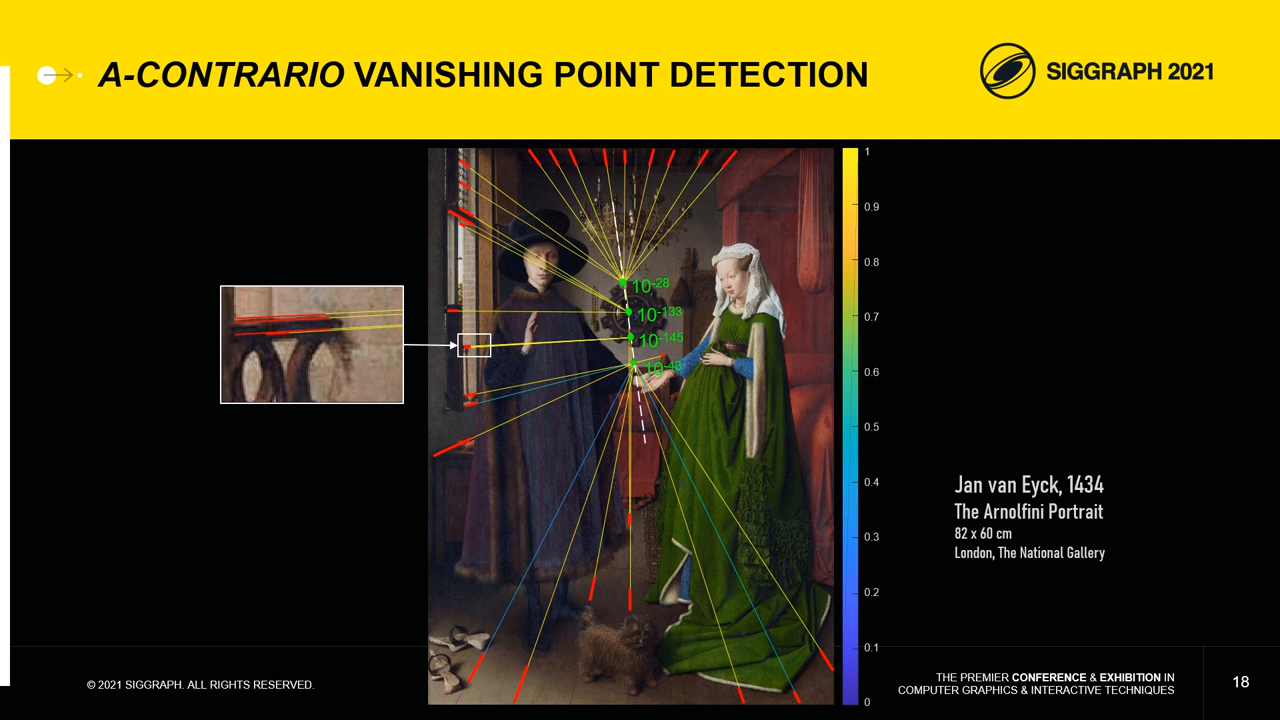 A-CONTRARIO VANISHING POINT DETECTION
SIGGRAPH 2021
10-28
10-133
10-145
10-43
1
0.9
0.8
0.7
0.6
0.5
0.4
0.3
0.2
0.1
0
Jan van Eyck, 1434
The Arnolfini Portrait
82 x 60 cm
London, The National Gallery
© 2021 SIGGRAPH. ALL RIGHTS RESERVED.
THE PREMIER CONFERENCE & EXHIBITION IN
COMPUTER GRAPHICS & INTERACTIVE TECHNIQUES
18